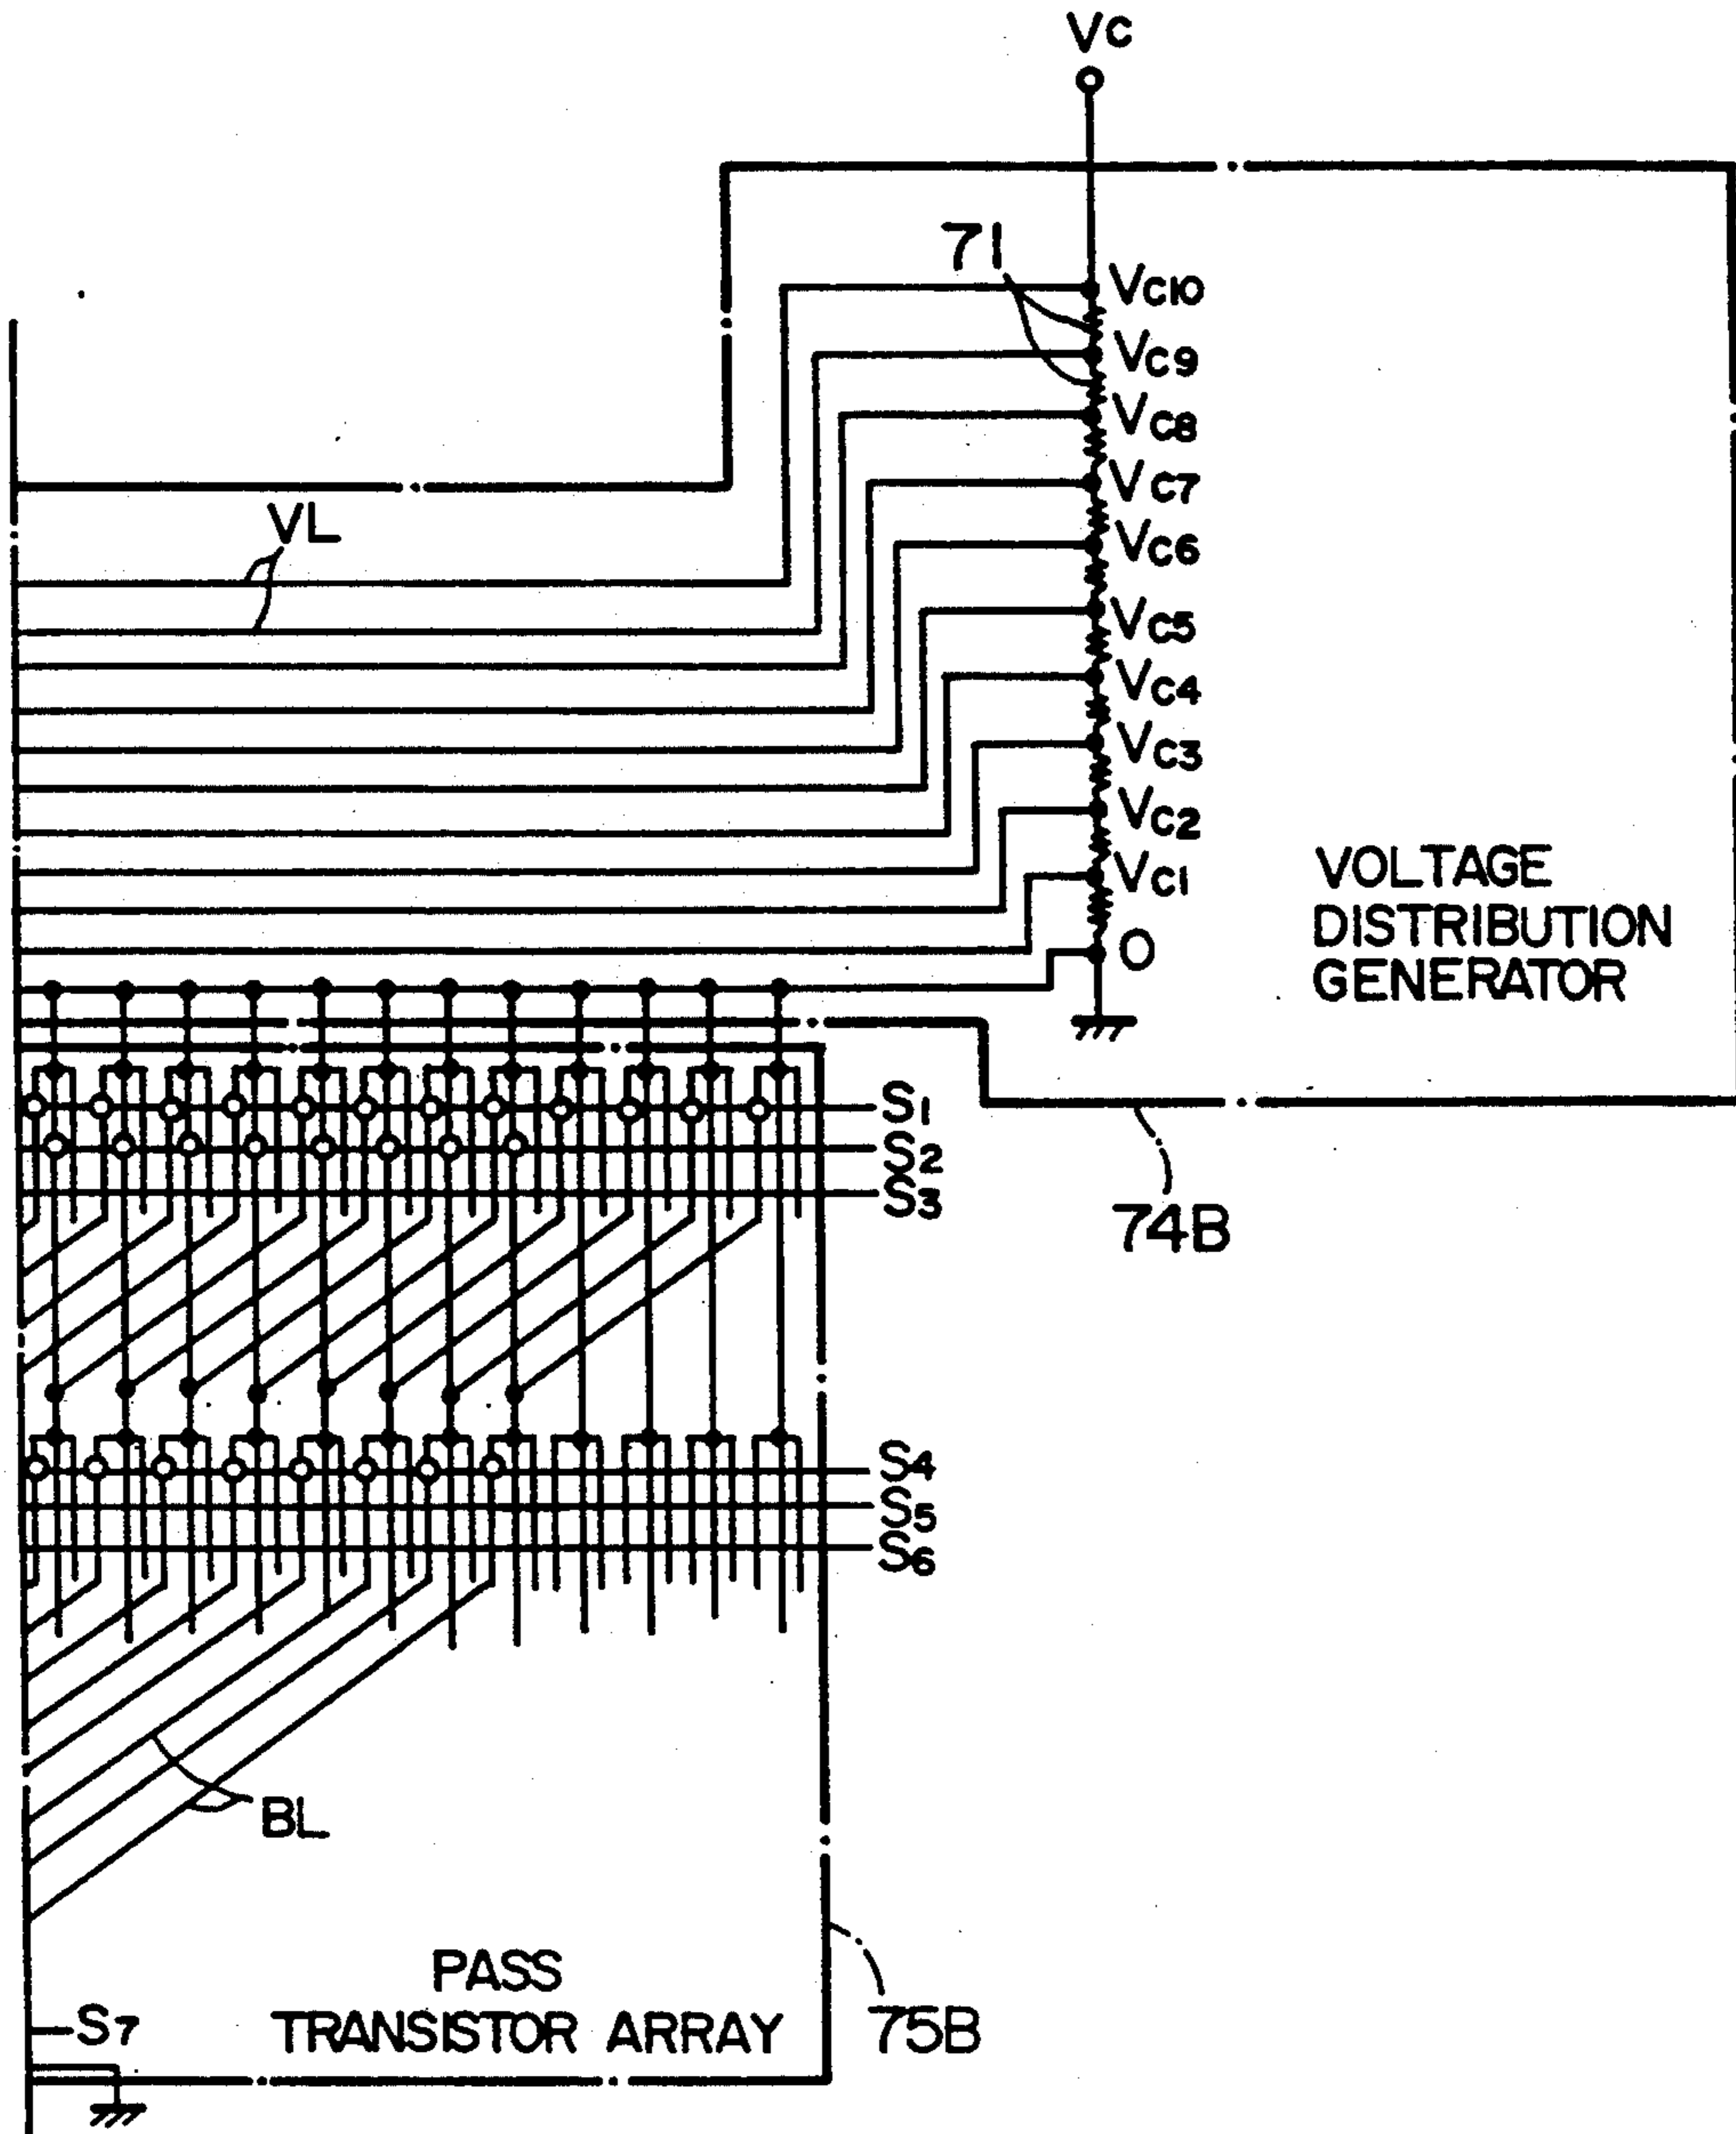 Vc
71
Vc10
Vc9
Vc8
Vc7
VL
Vc6
Vc5
Vc4
Vc3
Vc2
Vc1
VOLTAGE
DISTRIBUTION
GENERATOR
0
S1
S2
S3
74B
S4
S5
S6
BL
PASS
TRANSISTOR ARRAY
S7
75B